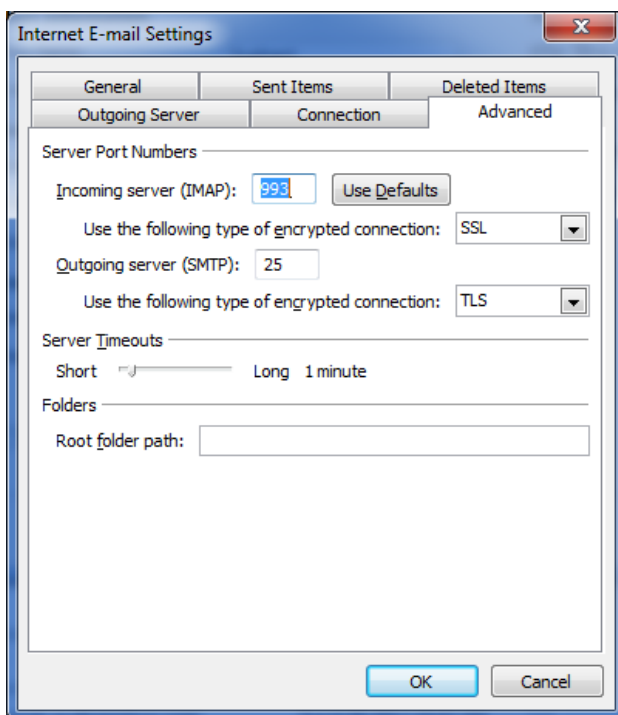 Internet E-mail Settings
General Sent Items Deleted Items
Outgoing Server Connection Advanced
Server Port Numbers
Incoming server (IMAP): 993 Use Defaults
Use the following type of encrypted connection: SSL
Outgoing server (SMTP): 25
Use the following type of encrypted connection: TLS
Server Timeouts
Short Long 1 minute
Folders
Root folder path:
OK Cancel